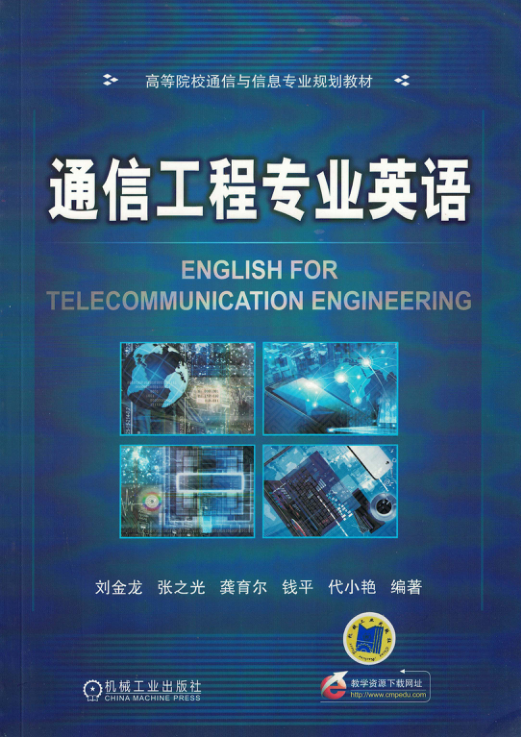 高等院校通信与信息专业规划教材
通信工程专业英语
ENGLISH FOR
TELECOMMUNICATION ENGINEERING
刘金龙 张之光 龚育尔 钱平 代小艳 编著
机械工业出版社
CHINA MACHINE PRESS
教学资源下载网址
http://www.cmpedu.com